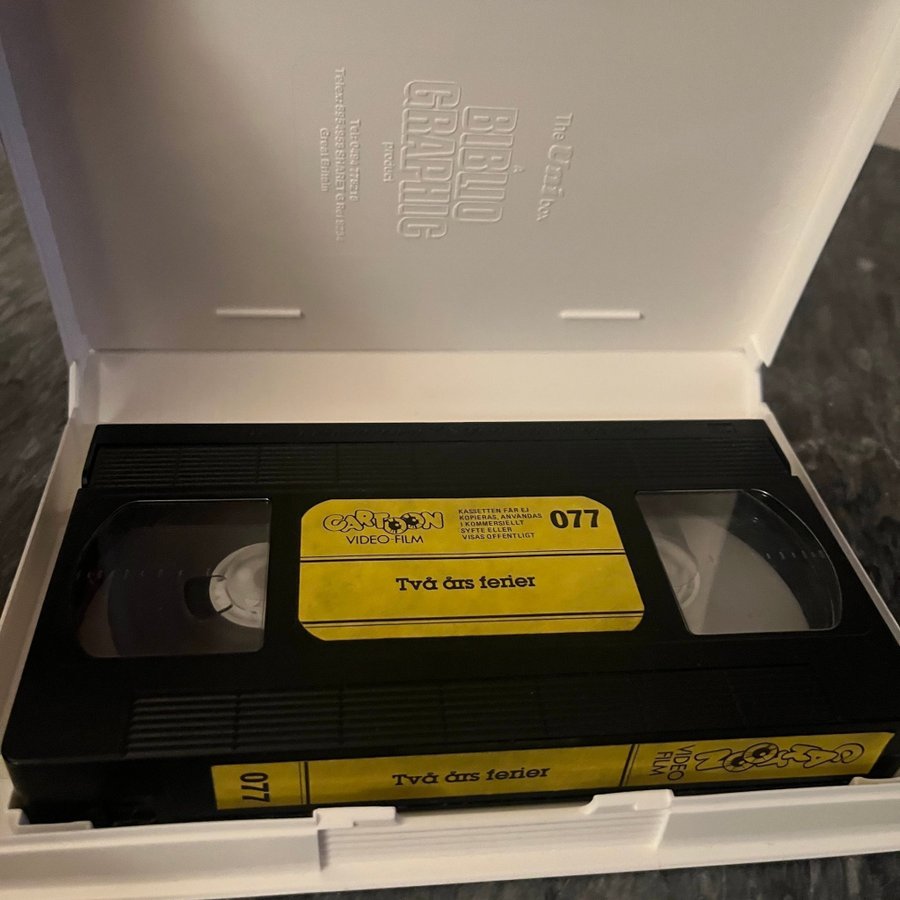 The Uni box
A
BIBLIO
GRAPHIC
product
Great Britain
CARTOON
VIDEO-FILM
KASSETTEN FÅR EJ
KOPIERAS, ANVÄNDAS
I KOMMERSIELLT
SYFTE ELLER
VISAS OFFENTLIGT
077
Två års ferier
077
Två års ferier
CARTOON
VIDEO
FILM